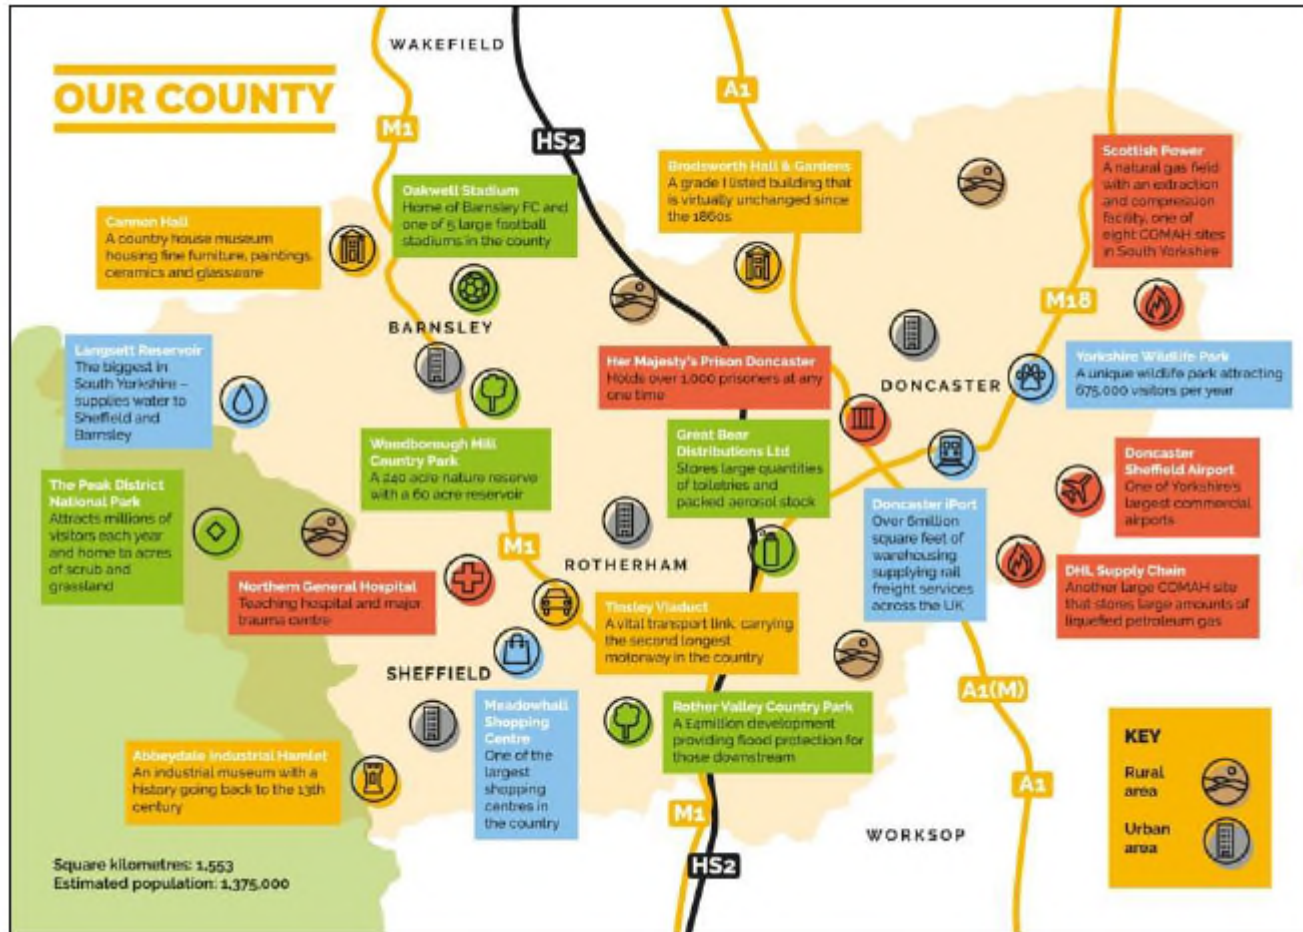 WAKEFIELD
OUR COUNTY
M1
HS2
A1
Brodsworth Hall & Gardens
A grade I listed building that
is virtually unchanged since
the 1860s
Scottish Power
A natural gas field
with an extraction
and compression
facility, one of
eight COMAH sites
in South Yorkshire
Oakwell Stadium
Home of Barnsley FC and
one of 5 large football
stadiums in the county
Cannon Hall
A country house museum
housing fine furniture, paintings,
ceramics and glassware
M18
BARNSLEY
Langsett Reservoir
The biggest in
South Yorkshire –
supplies water to
Sheffield and
Barnsley
Her Majesty's Prison Doncaster
Holds over 1,000 prisoners at any
one time
DONCASTER
Yorkshire Wildlife Park
A unique wildlife park attracting
675,000 visitors per year
Woodborough Mill
Country Park
A 240 acre nature reserve
with a 60 acre reservoir
Great Bear
Distributions Ltd
Stores large quantities
of toiletries and
packed aerosol stock
Doncaster
Sheffield Airport
One of Yorkshire's
largest commercial
airports
The Peak District
National Park
Attracts millions of
visitors each year
and home to acres
of scrub and
grassland
Doncaster iPort
Over 6million
square feet of
warehousing
supplying rail
freight services
across the UK
M1
ROTHERHAM
Northern General Hospital
Teaching hospital and major
trauma centre
DHL Supply Chain
Another large COMAH site
that stores large amounts of
liquefied petroleum gas
Tinsley Viaduct
A vital transport link, carrying
the second longest
motorway in the country
SHEFFIELD
A1(M)
Meadowhall
Shopping
Centre
One of the
largest
shopping
centres in
the country
Rother Valley Country Park
A £4million development
providing flood protection for
those downstream
Abbeydale Industrial Hamlet
An industrial museum with a
history going back to the 13th
century
KEY
Rural
area
Urban
area
A1
M1
WORKSOP
HS2
Square kilometres: 1,553
Estimated population: 1,375,000